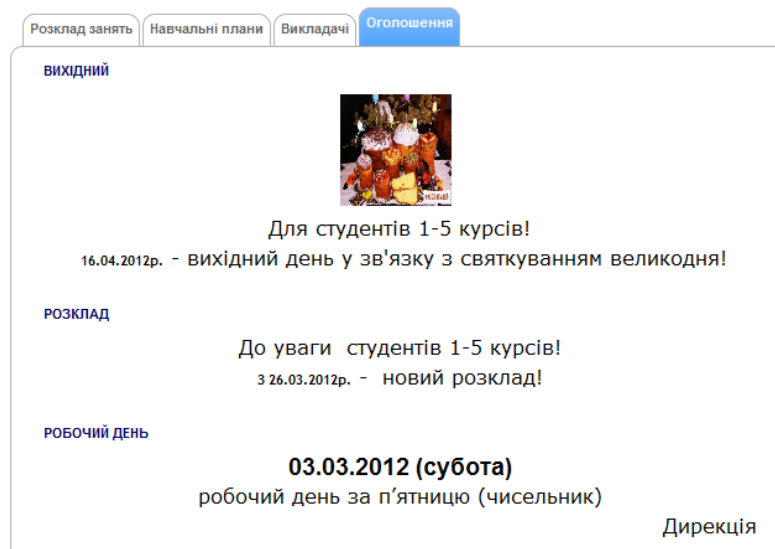 Розклад занять Навчальні плани Викладачі Оголошення
ВИХІДНИЙ
Для студентів 1-5 курсів!
16.04.2012р. - вихідний день у зв'язку з святкуванням великодня!
РОЗКЛАД
До уваги студентів 1-5 курсів!
З 26.03.2012р. - новий розклад!
РОБОЧИЙ ДЕНЬ
03.03.2012 (субота)
робочий день за п’ятницю (чисельник)
Дирекція